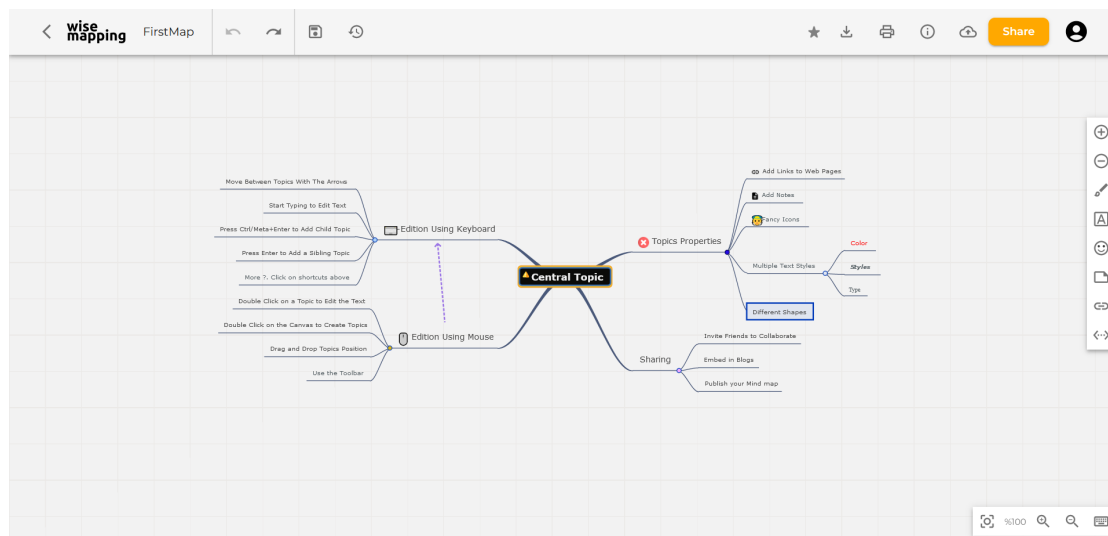 wise
mapping
FirstMap
Share
Move Between Topics With The Arrows
Start Typing to Edit Text
Press Ctrl/Meta+Enter to Add Child Topic
Press Enter to Add a Sibling Topic
More ?. Click on shortcuts above
Edition Using Keyboard
Double Click on a Topic to Edit the Text
Double Click on the Canvas to Create Topics
Drag and Drop Topics Position
Use the Toolbar
Edition Using Mouse
Central Topic
Topics Properties
Add Links to Web Pages
Add Notes
Fancy Icons
Multiple Text Styles
Color
Styles
Type
Different Shapes
Sharing
Invite Friends to Collaborate
Embed in Blogs
Publish your Mind map
%100